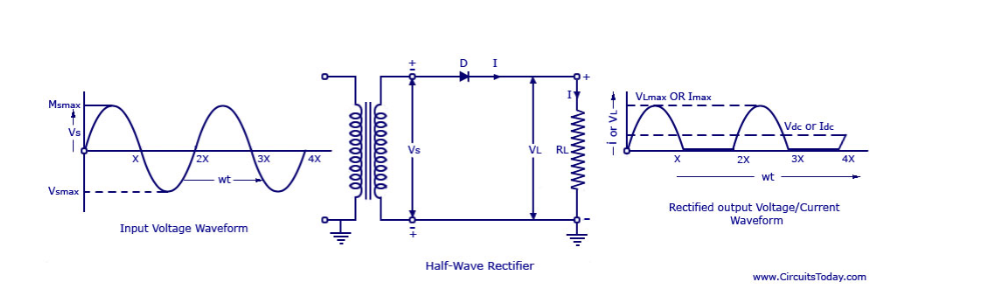 Msmax
Vs
X
2X
3X
4X
wt
Vsmax
Input Voltage Waveform
+
-
D
I
Vs
VL
RL
I
+
-
-
+
Half-Wave Rectifier
i or VL
VLmax OR Imax
Vdc or Idc
X
2X
3X
4X
wt
Rectified output Voltage/Current
Waveform
www.CircuitsToday.com